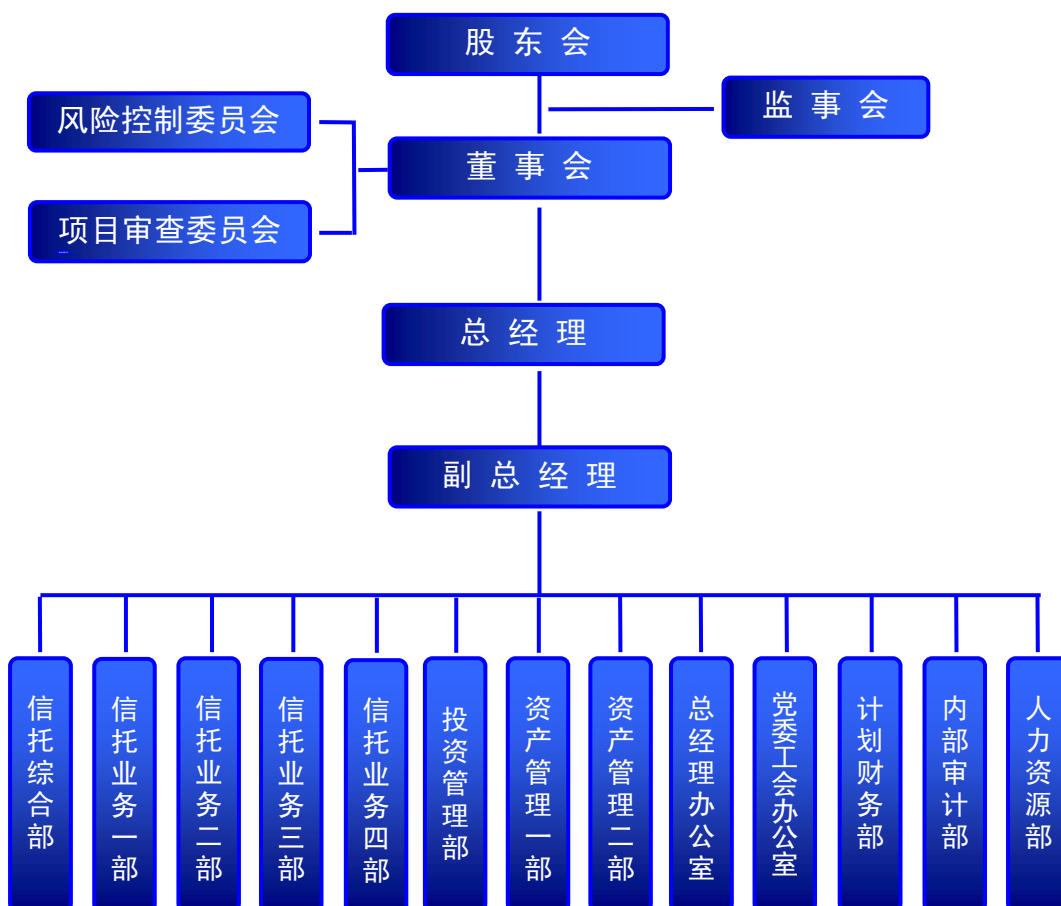 股 东 会
监 事 会
风险控制委员会
董 事 会
项目审查委员会
总 经 理
副 总 经 理
信托综合部
信托业务一部
信托业务二部
信托业务三部
信托业务四部
投资管理部
资产管理一部
资产管理二部
总经理办公室
党委工会办公室
计划财务部
内部审计部
人力资源部